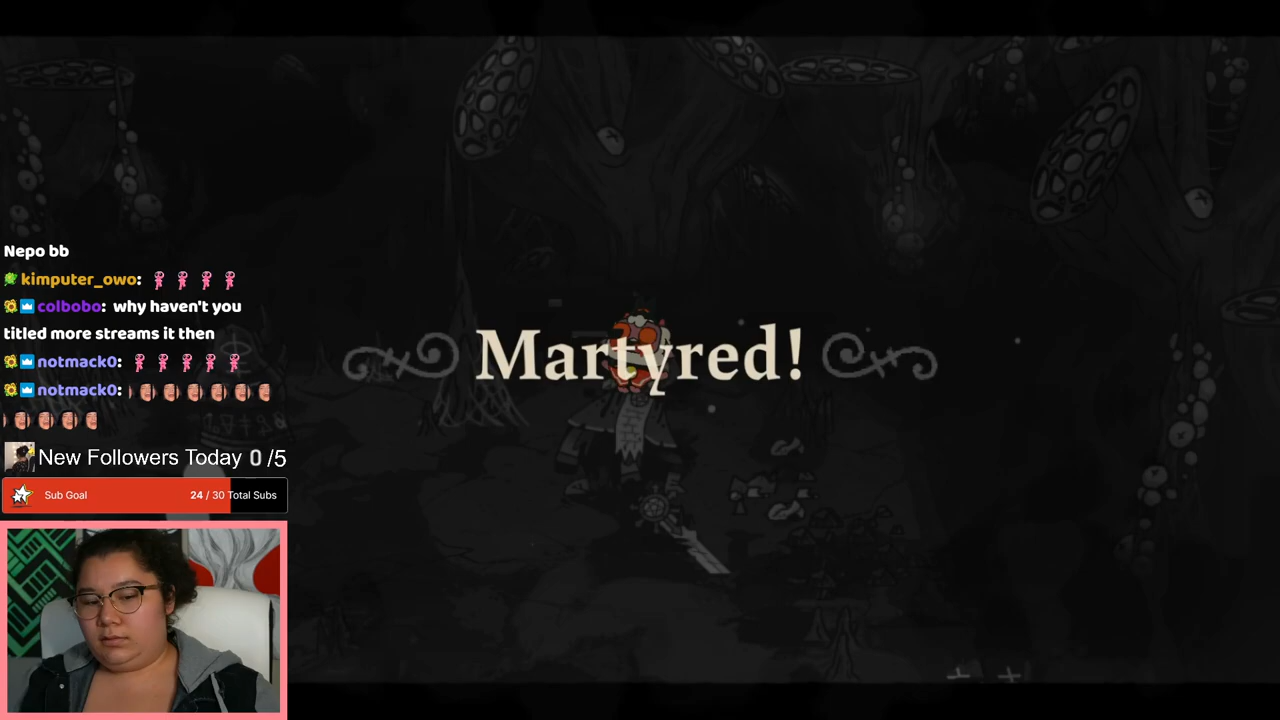 Martyred!
Nepo bb
kimputer_owo:
colbobo: why haven't you
titled more streams it then
notmack0:
notmack0:
New Followers Today 0 /5
Sub Goal 24 / 30 Total Subs